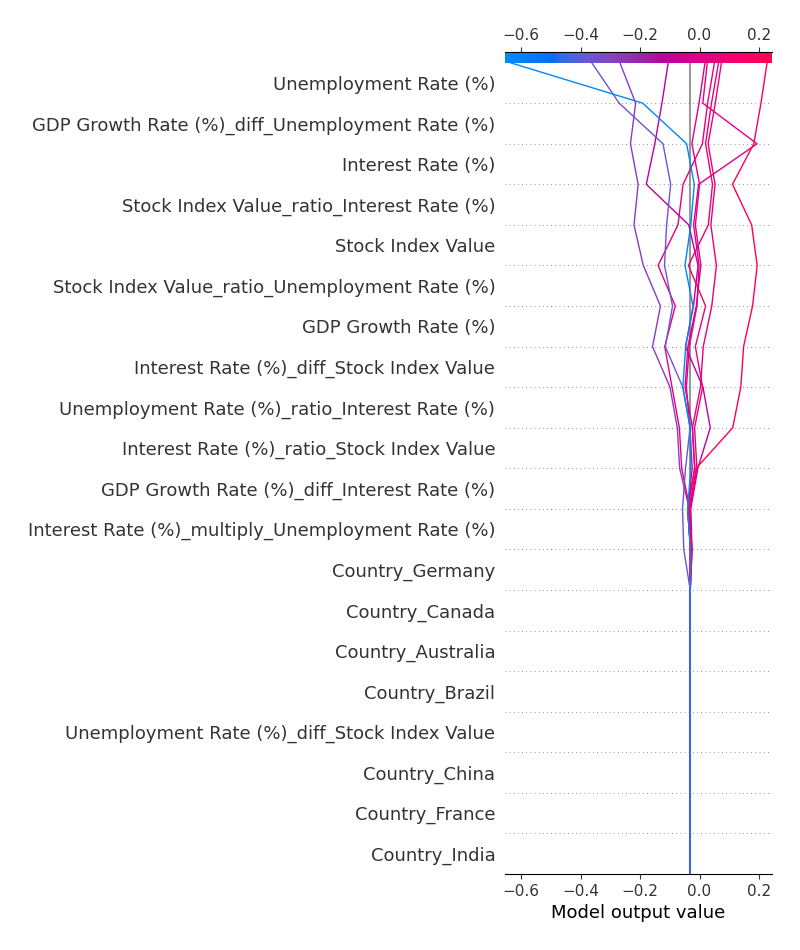 −0.6 −0.4 −0.2 0.0 0.2
Unemployment Rate (%)
GDP Growth Rate (%)_diff_Unemployment Rate (%)
Interest Rate (%)
Stock Index Value_ratio_Interest Rate (%)
Stock Index Value
Stock Index Value_ratio_Unemployment Rate (%)
GDP Growth Rate (%)
Interest Rate (%)_diff_Stock Index Value
Unemployment Rate (%)_ratio_Interest Rate (%)
Interest Rate (%)_ratio_Stock Index Value
GDP Growth Rate (%)_diff_Interest Rate (%)
Interest Rate (%)_multiply_Unemployment Rate (%)
Country_Germany
Country_Canada
Country_Australia
Country_Brazil
Unemployment Rate (%)_diff_Stock Index Value
Country_China
Country_France
Country_India
−0.6 −0.4 −0.2 0.0 0.2
Model output value